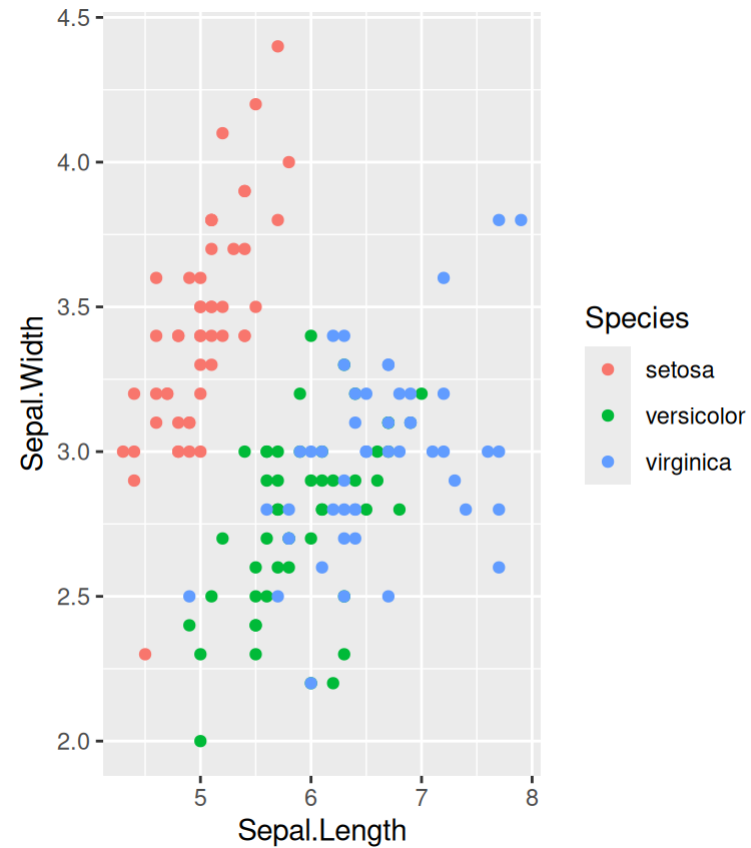 4.5
4.0
3.5
3.0
2.5
2.0
Sepal.Width
5 6 7 8
Sepal.Length
Species
setosa
versicolor
virginica